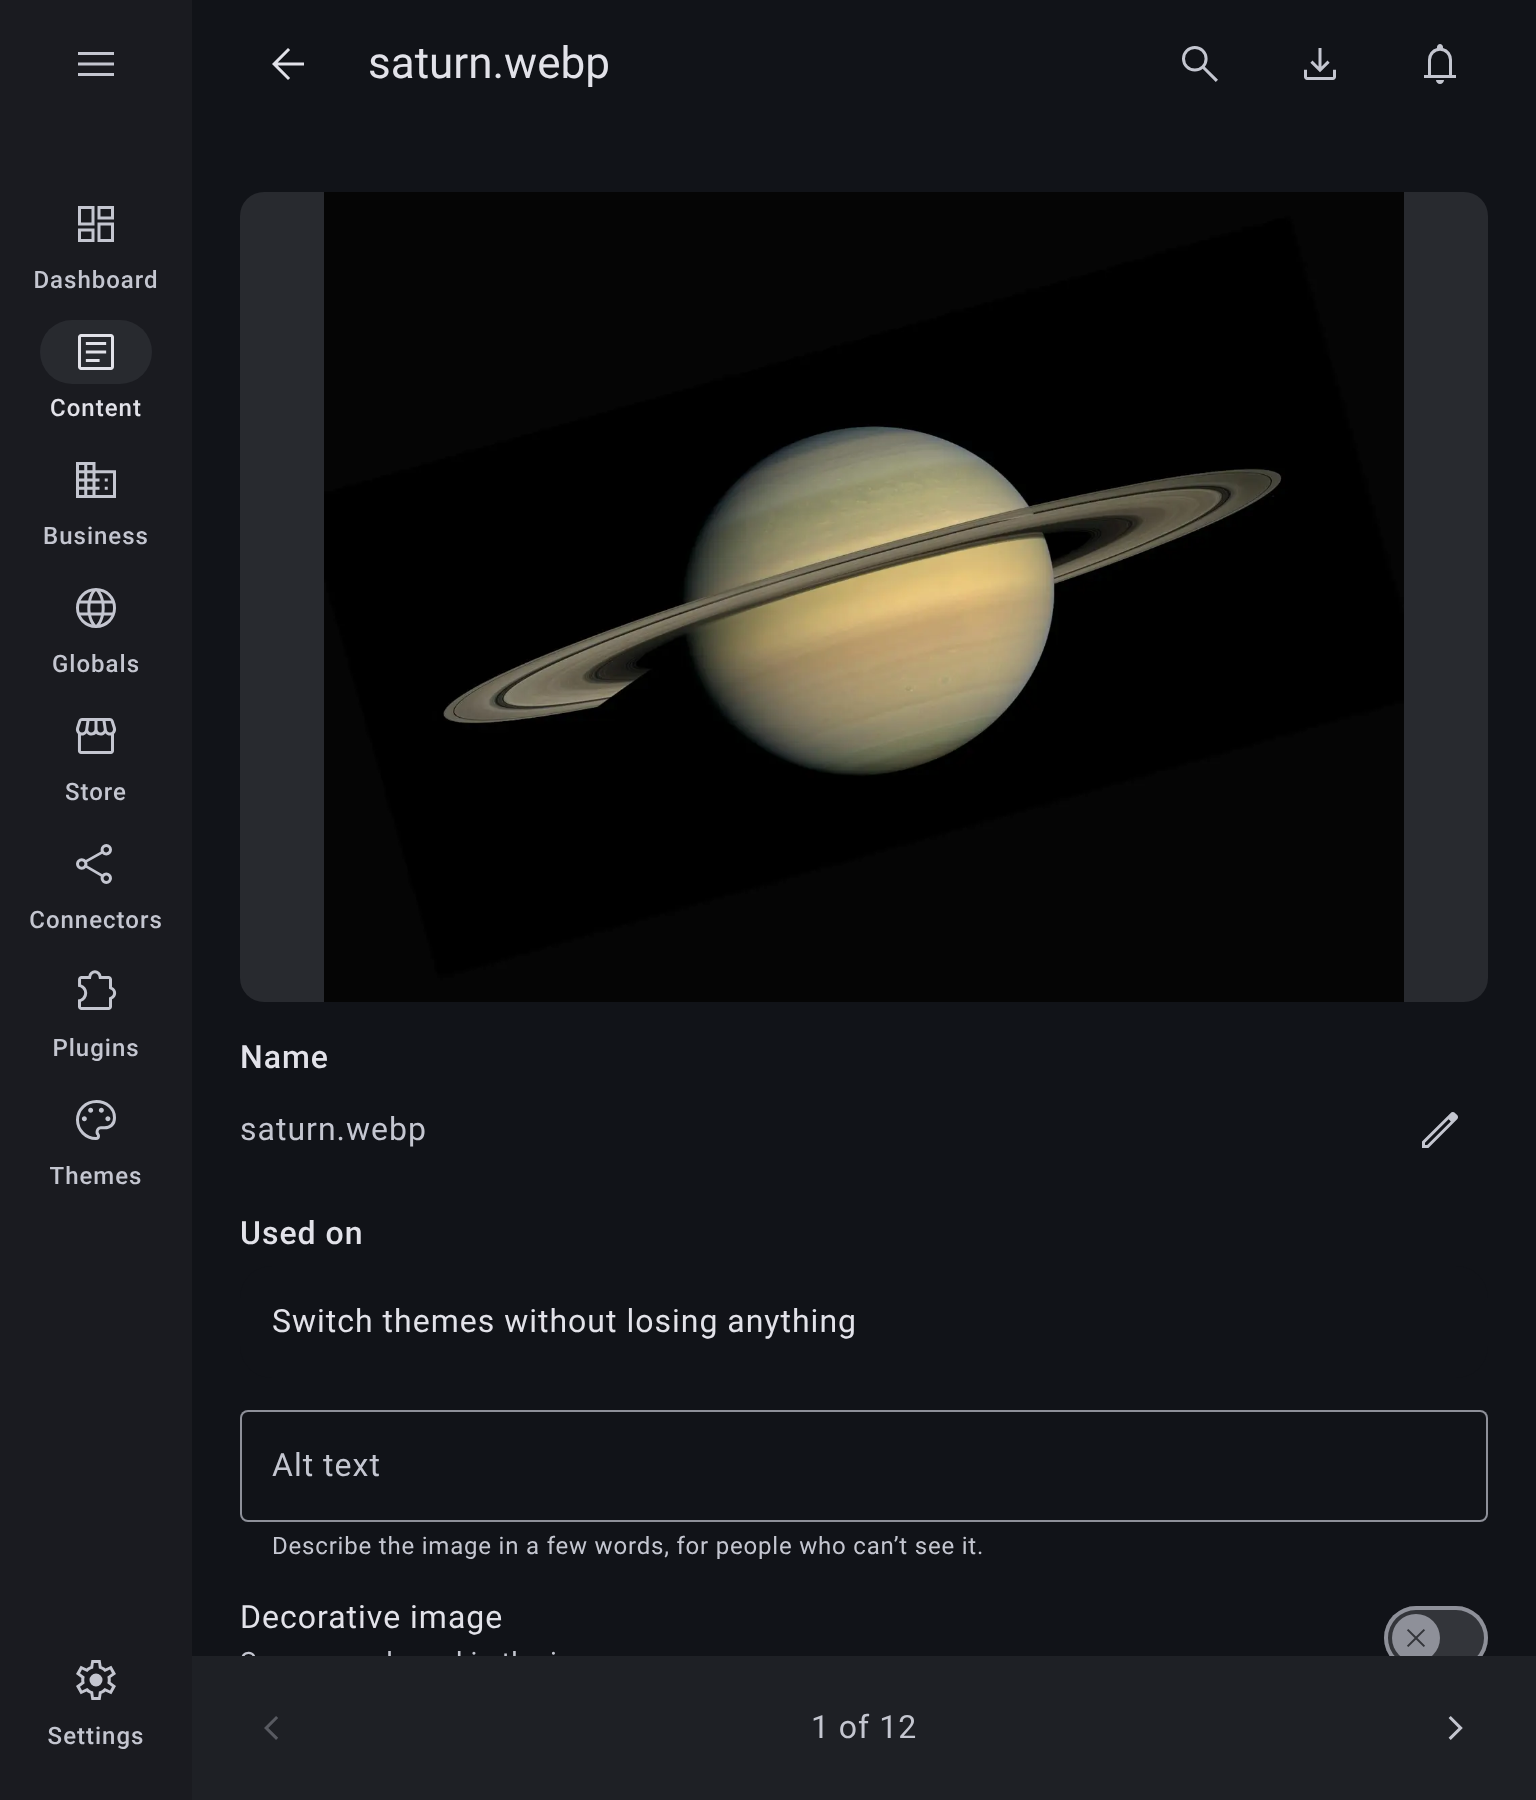 saturn.webp
Dashboard
Content
Business
Globals
Store
Connectors
Plugins
Themes
Settings
Name
saturn.webp
Used on
Switch themes without losing anything
Alt text
Describe the image in a few words, for people who can’t see it.
Decorative image
1 of 12